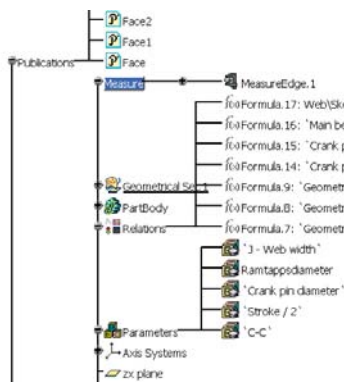 Face2
Face1
Publications
Face
Measure
MeasureEdge.1
Formula.17: Web\Ske
Formula.16: `Main be
Formula.15: `Crank p
Formula.14: `Crank p
Geometrical Set.1
Formula.9: `Geometr
PartBody
Formula.8: `Geometr
Relations
Formula.7: `Geometr
`J - Web width`
Ramtappsdiameter
`Crank pin diameter`
`Stroke / 2`
Parameters
`C-C`
Axis Systems
zx plane